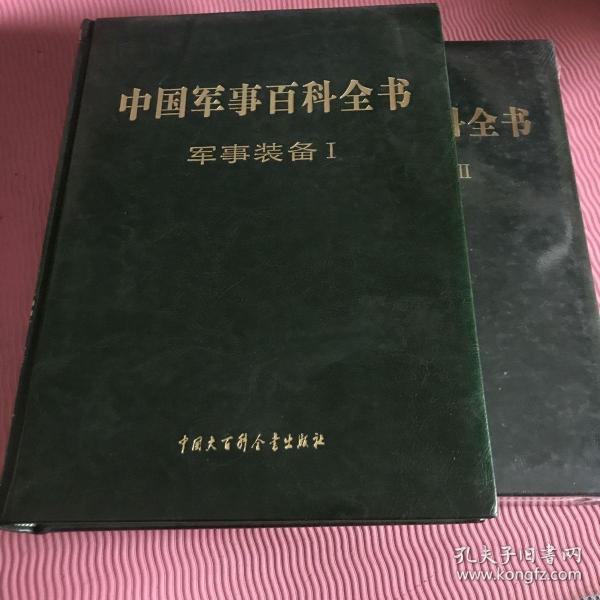 中国军事百科全书
军事装备 I
中国大百科全书出版社
科全书
II
孔夫子旧书网
www.kongfz.com